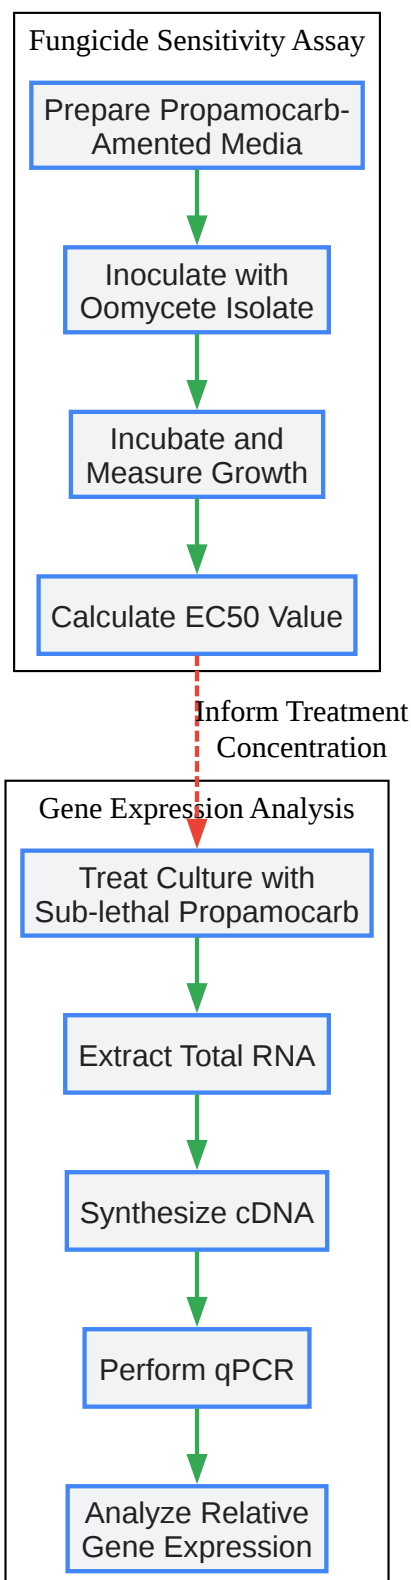 Fungicide Sensitivity Assay
Prepare Propamocarb-
Amented Media
Inoculate with
Oomycete Isolate
Incubate and
Measure Growth
Calculate EC50 Value
Inform Treatment
Concentration
Gene Expression Analysis
Treat Culture with
Sub-lethal Propamocarb
Extract Total RNA
Synthesize cDNA
Perform qPCR
Analyze Relative
Gene Expression